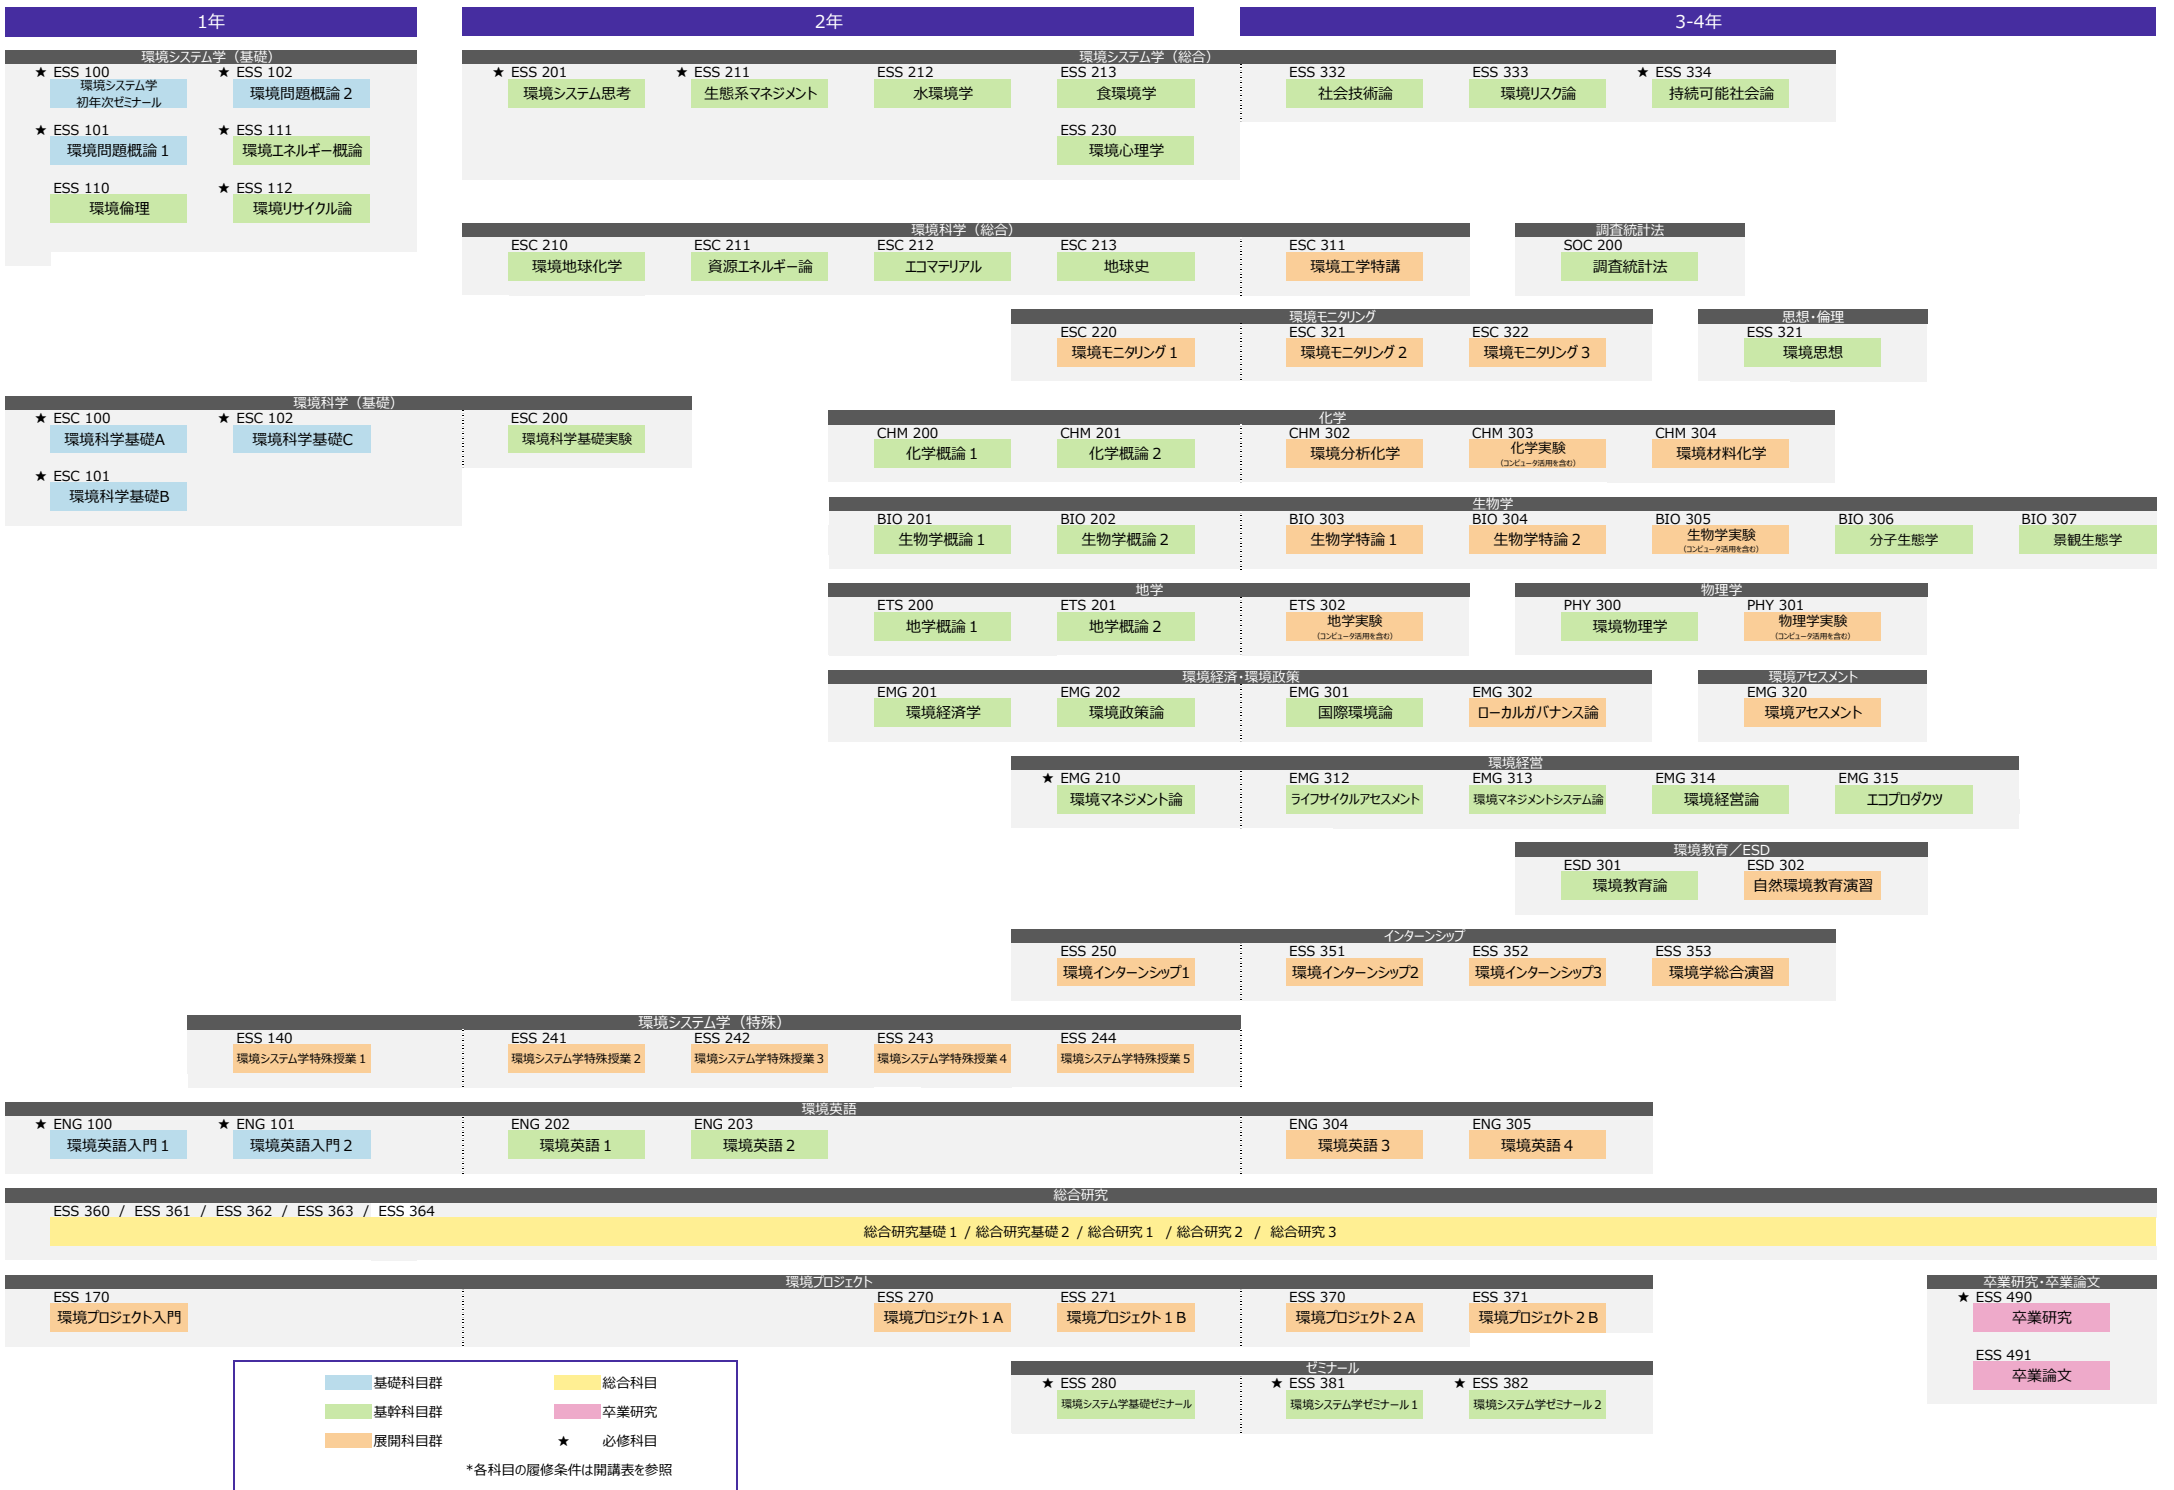 1年
2年
3-4年
環境システム学（基礎）
★ ESS 100
環境システム学
初年次ゼミナール
★ ESS 102
環境問題概論２
★ ESS 101
環境問題概論１
★ ESS 111
環境エネルギー概論
ESS 110
環境倫理
★ ESS 112
環境リサイクル論
環境システム学（総合）
★ ESS 201
環境システム思考
★ ESS 211
生態系マネジメント
ESS 212
水環境学
ESS 213
食環境学
ESS 332
社会技術論
ESS 333
環境リスク論
★ ESS 334
持続可能社会論
ESS 230
環境心理学
環境科学（総合）
ESC 210
環境地球化学
ESC 211
資源エネルギー論
ESC 212
エコマテリアル
ESC 213
地球史
ESC 311
環境工学特講
調査統計法
SOC 200
調査統計法
環境モニタリング
ESC 220
環境モニタリング１
ESC 321
環境モニタリング２
ESC 322
環境モニタリング３
思想・倫理
ESS 321
環境思想
環境科学（基礎）
★ ESC 100
環境科学基礎A
★ ESC 102
環境科学基礎C
ESC 200
環境科学基礎実験
★ ESC 101
環境科学基礎B
化学
CHM 200
化学概論１
CHM 201
化学概論２
CHM 302
環境分析化学
CHM 303
化学実験
（コンピュータ活用を含む）
CHM 304
環境材料化学
生物学
BIO 201
生物学概論１
BIO 202
生物学概論２
BIO 303
生物学特論１
BIO 304
生物学特論２
BIO 305
生物学実験
（コンピュータ活用を含む）
BIO 306
分子生態学
BIO 307
景観生態学
地学
ETS 200
地学概論１
ETS 201
地学概論２
ETS 302
地学実験
（コンピュータ活用を含む）
物理学
PHY 300
環境物理学
PHY 301
物理学実験
（コンピュータ活用を含む）
環境経済・環境政策
EMG 201
環境経済学
EMG 202
環境政策論
EMG 301
国際環境論
EMG 302
ローカルガバナンス論
環境アセスメント
EMG 320
環境アセスメント
環境経営
★ EMG 210
環境マネジメント論
EMG 312
ライフサイクルアセスメント
EMG 313
環境マネジメントシステム論
EMG 314
環境経営論
EMG 315
エコプロダクツ
環境教育／ESD
ESD 301
環境教育論
ESD 302
自然環境教育演習
インターンシップ
ESS 250
環境インターンシップ1
ESS 351
環境インターンシップ2
ESS 352
環境インターンシップ3
ESS 353
環境学総合演習
環境システム学（特殊）
ESS 140
環境システム学特殊授業１
ESS 241
環境システム学特殊授業２
ESS 242
環境システム学特殊授業３
ESS 243
環境システム学特殊授業４
ESS 244
環境システム学特殊授業５
環境英語
★ ENG 100
環境英語入門１
★ ENG 101
環境英語入門２
ENG 202
環境英語１
ENG 203
環境英語２
ENG 304
環境英語３
ENG 305
環境英語４
総合研究
ESS 360 / ESS 361 / ESS 362 / ESS 363 / ESS 364
総合研究基礎１ / 総合研究基礎２ / 総合研究１ / 総合研究２ / 総合研究３
環境プロジェクト
ESS 170
環境プロジェクト入門
ESS 270
環境プロジェクト１A
ESS 271
環境プロジェクト１B
ESS 370
環境プロジェクト２A
ESS 371
環境プロジェクト２B
卒業研究・卒業論文
★ ESS 490
卒業研究
ESS 491
卒業論文
ゼミナール
★ ESS 280
環境システム学基礎ゼミナール
★ ESS 381
環境システム学ゼミナール１
★ ESS 382
環境システム学ゼミナール２
基礎科目群
総合科目
基幹科目群
卒業研究
展開科目群
★ 必修科目
*各科目の履修条件は開講表を参照